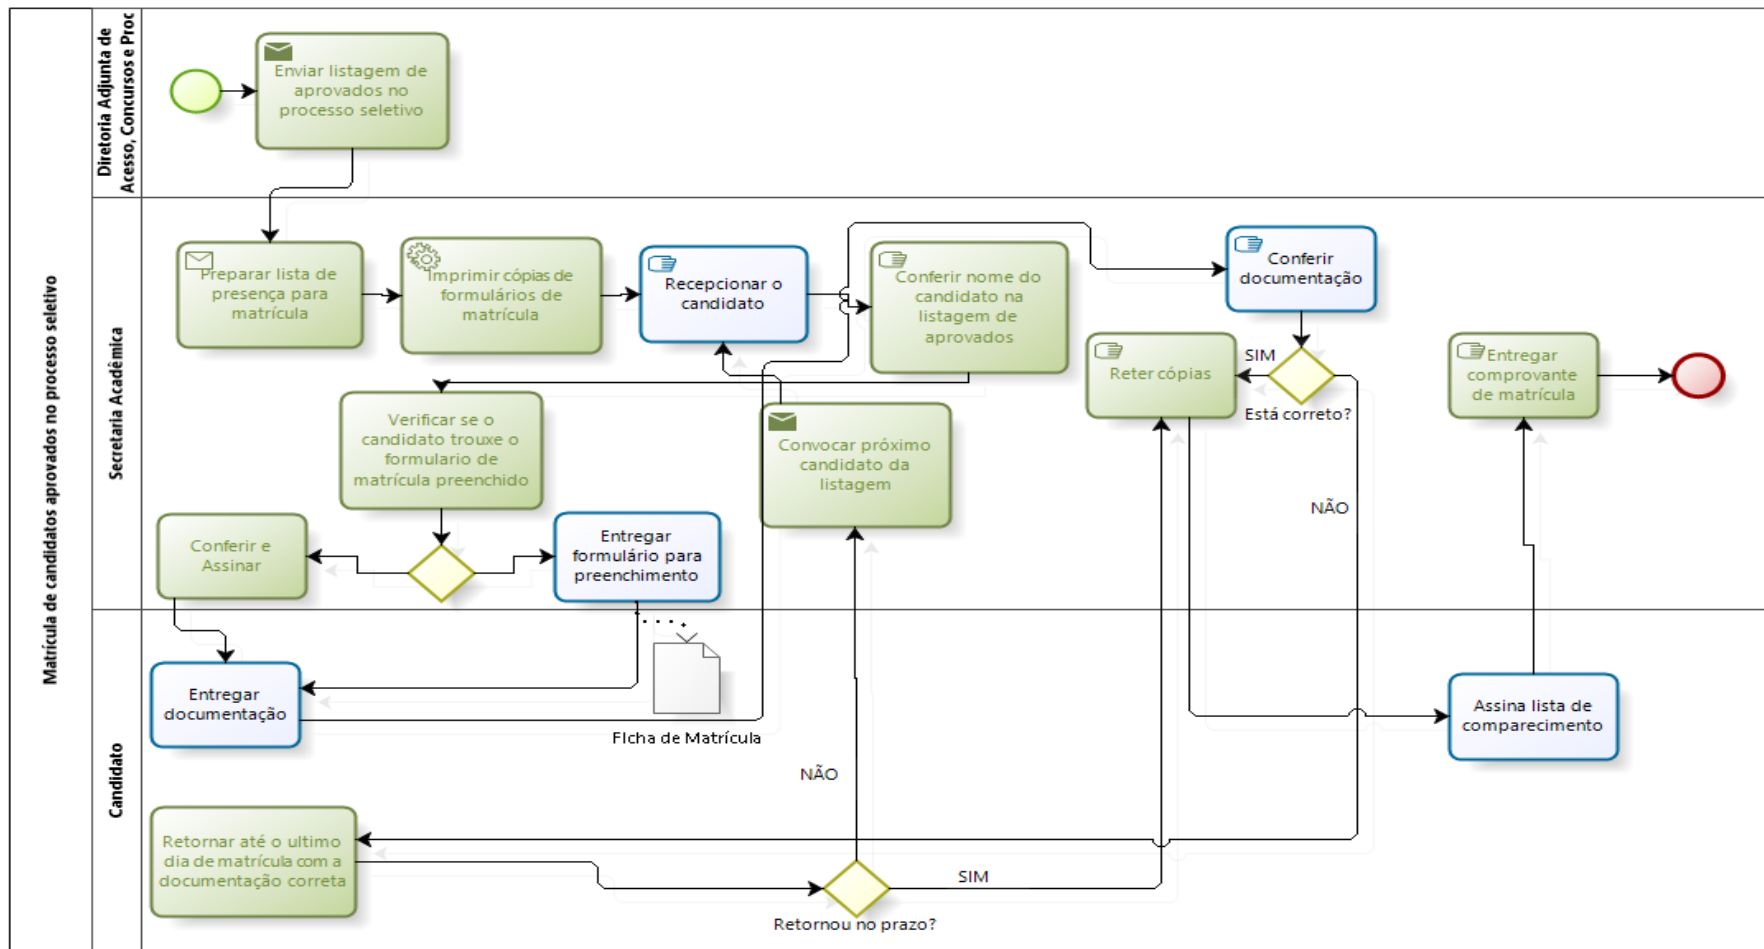 Matrícula de candidatos aprovados no processo seletivo
Diretoria Adjunta de
Acesso, Concursos e Proc
Enviar listagem de
aprovados no
processo seletivo
Secretaria Acadêmica
Preparar lista de
presença para
matrícula
Imprimir cópias de
formulários de
matrícula
Recepcionar o
candidato
Conferir nome do
candidato na
listagem de
aprovados
Conferir
documentação
SIM
Está correto?
Reter cópias
Entregar
comprovante
de matrícula
Verificar se o
candidato trouxe o
formulario de
matrícula preenchido
Convocar próximo
candidato da
listagem
NÃO
Conferir e
Assinar
Entregar
formulário para
preenchimento
Candidato
Entregar
documentação
FIcha de Matrícula
Assina lista de
comparecimento
NÃO
Retornar até o ultimo
dia de matrícula com a
documentação correta
SIM
Retornou no prazo?